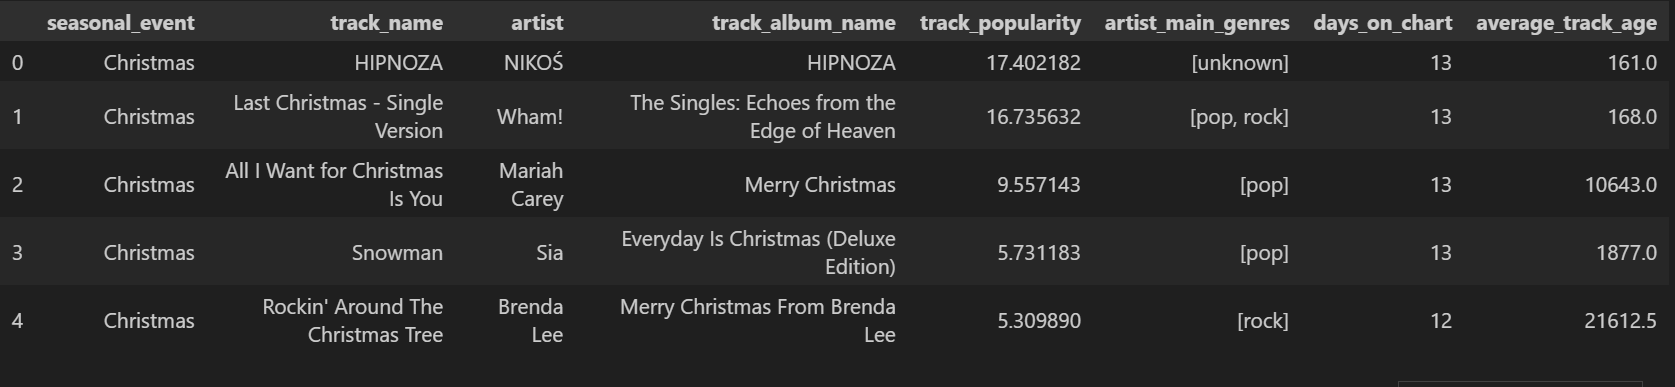 seasonal_event track_name artist track_album_name track_popularity artist_main_genres days_on_chart average_track_age
0 Christmas HIPNOZA NIKOŚ HIPNOZA 17.402182 [unknown] 13 161.0
1 Christmas Last Christmas - Single Version Wham! The Singles: Echoes from the Edge of Heaven 16.735632 [pop, rock] 13 168.0
2 Christmas All I Want for Christmas Is You Mariah Carey Merry Christmas 9.557143 [pop] 13 10643.0
3 Christmas Snowman Sia Everyday Is Christmas (Deluxe Edition) 5.731183 [pop] 13 1877.0
4 Christmas Rockin' Around The Christmas Tree Brenda Lee Merry Christmas From Brenda Lee 5.309890 [rock] 12 21612.5